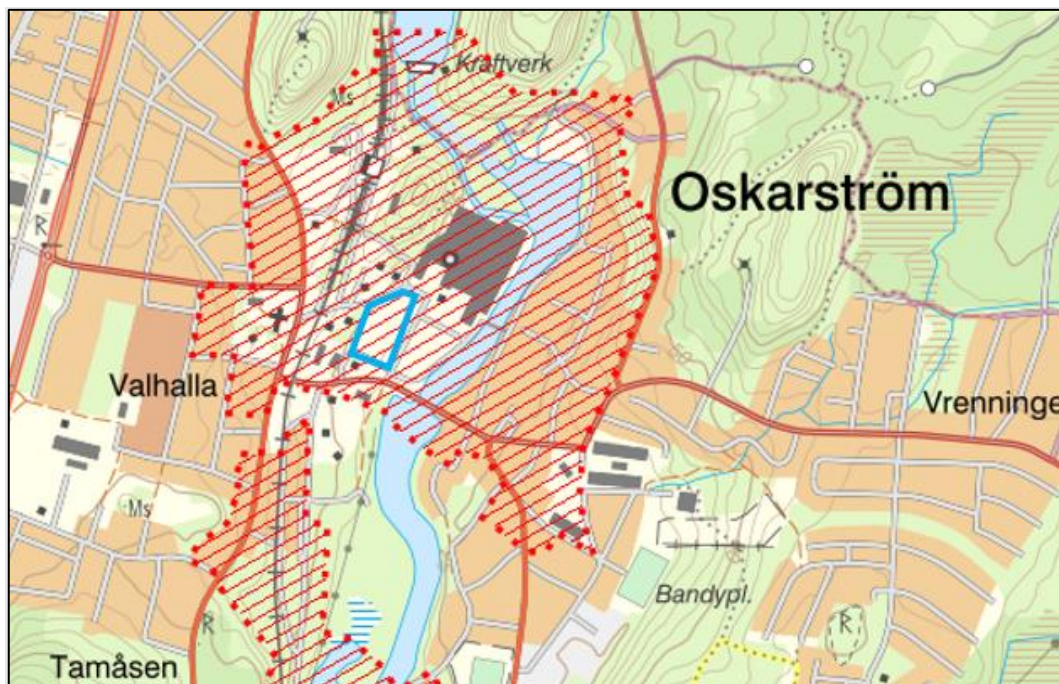 Kraftverk
Ms
Oskarström
R
Valhalla
Vrenninge
Ms
Bandypl.
R
R
Tamåsen